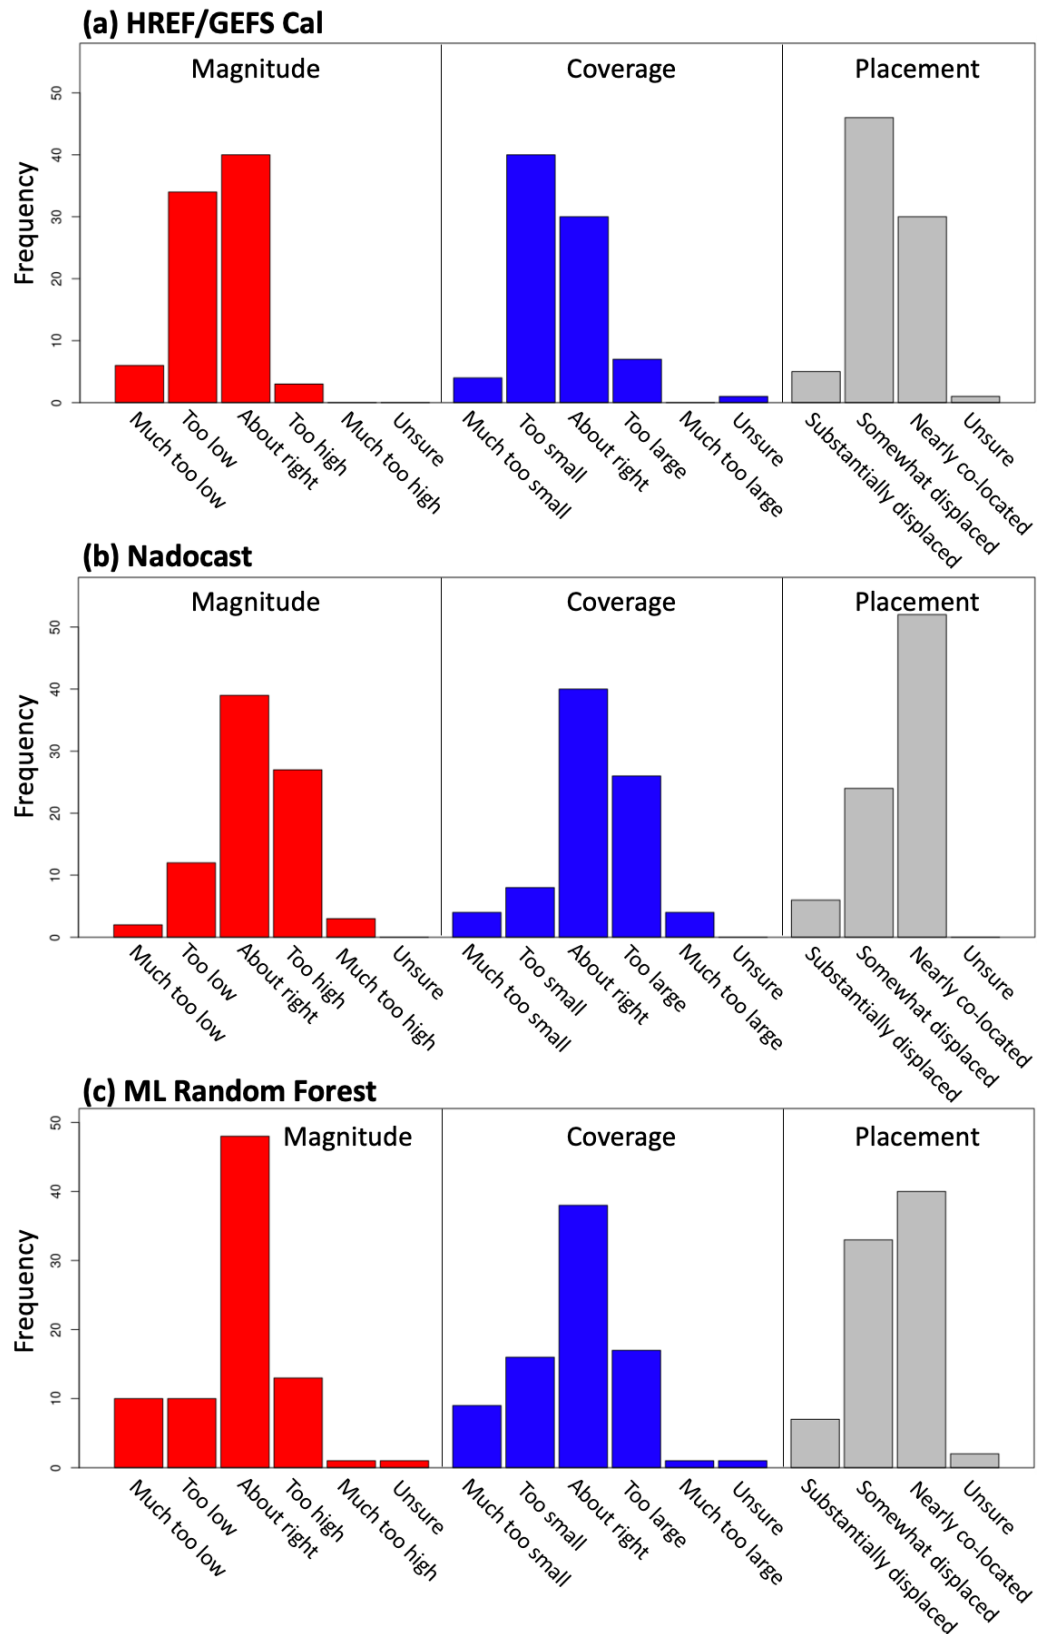 (a) HREF/GEFS Cal
Magnitude
Coverage
Placement
Frequency
50
40
30
20
10
0
Much too low
Too low
About right
Too high
Much too high
Unsure
Much too small
Too small
About right
Too large
Much too large
Unsure
Substantially displaced
Somewhat displaced
Nearly co-located
Unsure
(b) Nadocast
Magnitude
Coverage
Placement
Frequency
50
40
30
20
10
0
Much too low
Too low
About right
Too high
Much too high
Unsure
Much too small
Too small
About right
Too large
Much too large
Unsure
Substantially displaced
Somewhat displaced
Nearly co-located
Unsure
(c) ML Random Forest
Magnitude
Coverage
Placement
Frequency
50
40
30
20
10
0
Much too low
Too low
About right
Too high
Much too high
Unsure
Much too small
Too small
About right
Too large
Much too large
Unsure
Substantially displaced
Somewhat displaced
Nearly co-located
Unsure